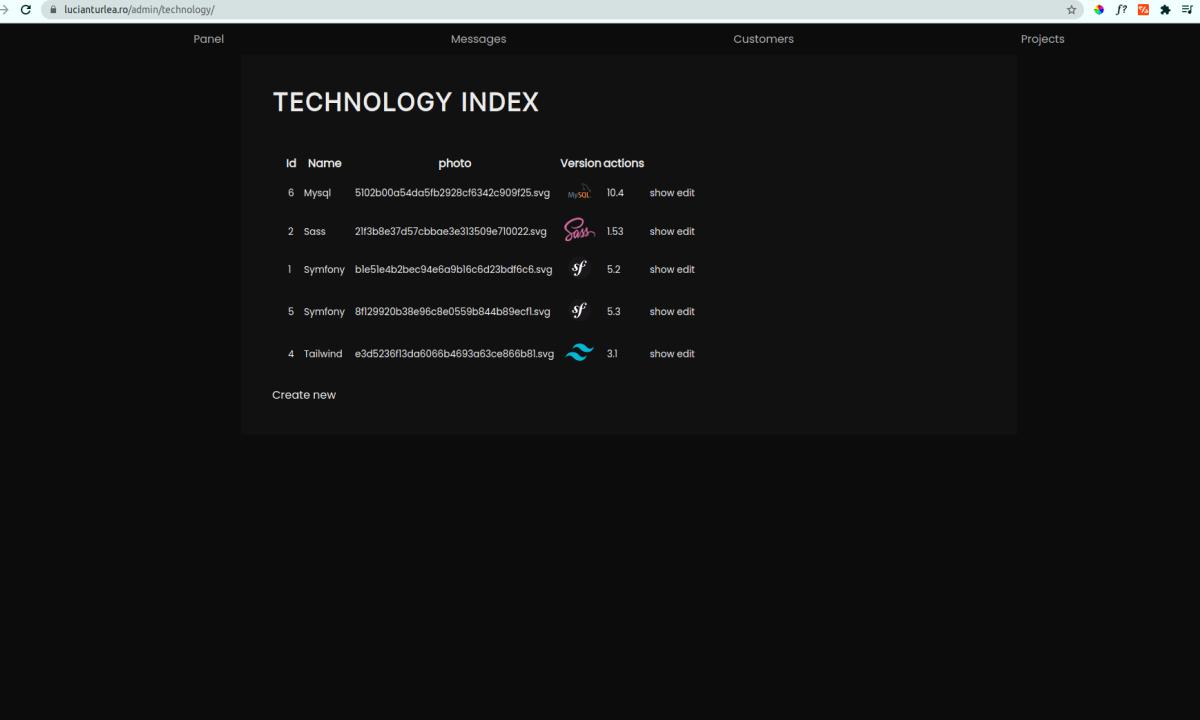 lucianturlea.ro/admin/technology/
f?
Panel Messages Customers Projects
TECHNOLOGY INDEX
Id Name photo Version actions
6 Mysql 5102b00a54da5fb2928cf6342c909f25.svg MySQL 10.4 show edit
2 Sass 21f3b8e37d57cbbae3e313509e710022.svg Sass 1.53 show edit
1 Symfony b1e51e4b2bec94e6a9b16c6d23bdf6c6.svg sf 5.2 show edit
5 Symfony 8f129920b38e96c8e0559b844b89ecf1.svg sf 5.3 show edit
4 Tailwind e3d5236f13da6066b4693a63ce866b81.svg 3.1 show edit
Create new